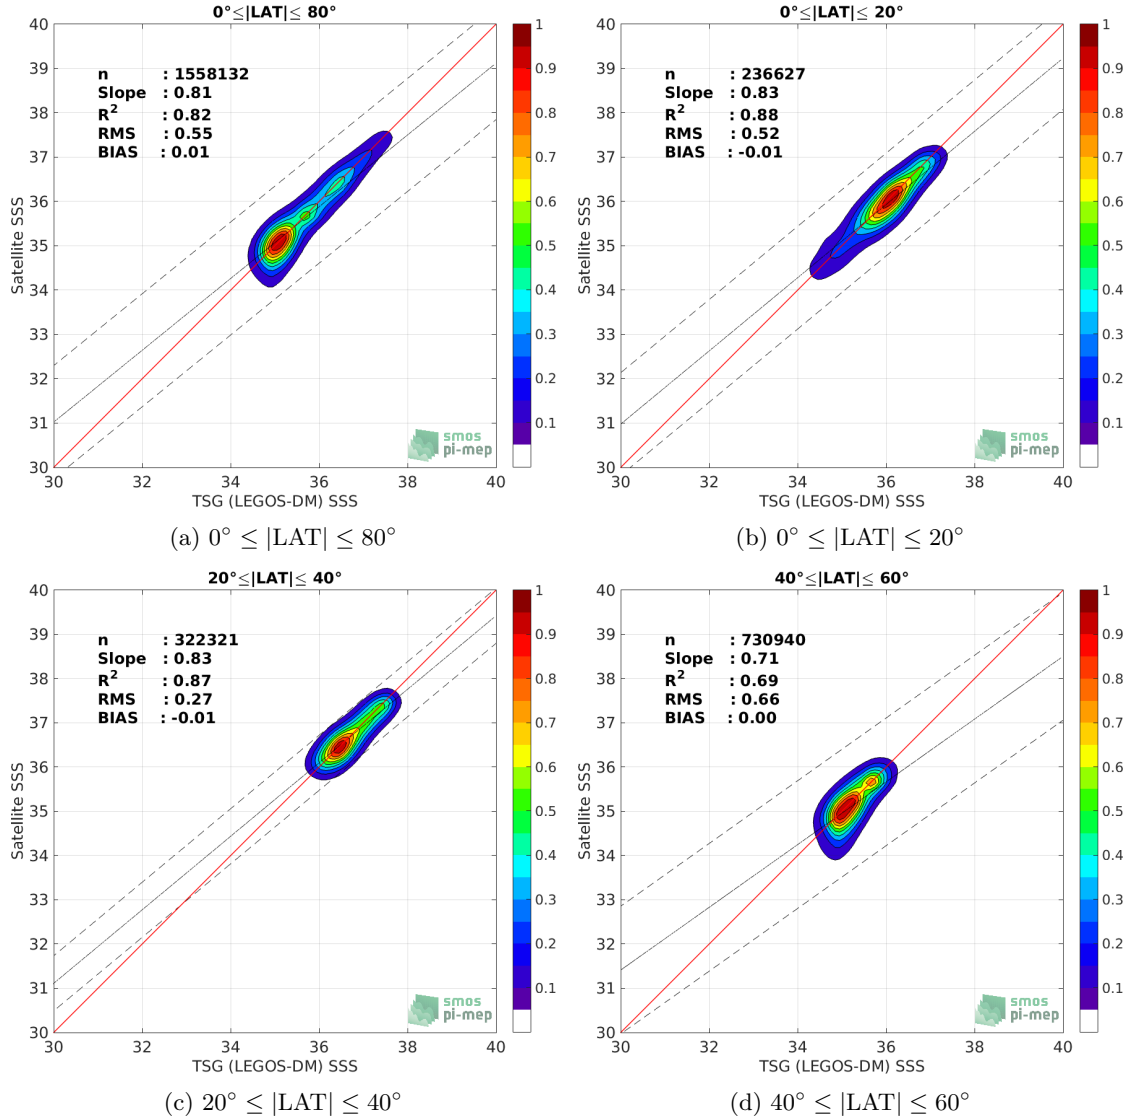 0°≤|LAT|≤ 80°
n : 1558132
Slope : 0.81
R² : 0.82
RMS : 0.55
BIAS : 0.01
40
39
38
37
36
35
34
33
32
31
30
Satellite SSS
30 32 34 36 38 40
TSG (LEGOS-DM) SSS
1
0.9
0.8
0.7
0.6
0.5
0.4
0.3
0.2
0.1
smos
pi-mep
(a) 0° ≤ |LAT| ≤ 80°
0°≤|LAT|≤ 20°
n : 236627
Slope : 0.83
R² : 0.88
RMS : 0.52
BIAS : -0.01
40
39
38
37
36
35
34
33
32
31
30
Satellite SSS
30 32 34 36 38 40
TSG (LEGOS-DM) SSS
1
0.9
0.8
0.7
0.6
0.5
0.4
0.3
0.2
0.1
smos
pi-mep
(b) 0° ≤ |LAT| ≤ 20°
20°≤|LAT|≤ 40°
n : 322321
Slope : 0.83
R² : 0.87
RMS : 0.27
BIAS : -0.01
40
39
38
37
36
35
34
33
32
31
30
Satellite SSS
30 32 34 36 38 40
TSG (LEGOS-DM) SSS
1
0.9
0.8
0.7
0.6
0.5
0.4
0.3
0.2
0.1
smos
pi-mep
(c) 20° ≤ |LAT| ≤ 40°
40°≤|LAT|≤ 60°
n : 730940
Slope : 0.71
R² : 0.69
RMS : 0.66
BIAS : 0.00
40
39
38
37
36
35
34
33
32
31
30
Satellite SSS
30 32 34 36 38 40
TSG (LEGOS-DM) SSS
1
0.9
0.8
0.7
0.6
0.5
0.4
0.3
0.2
0.1
smos
pi-mep
(d) 40° ≤ |LAT| ≤ 60°